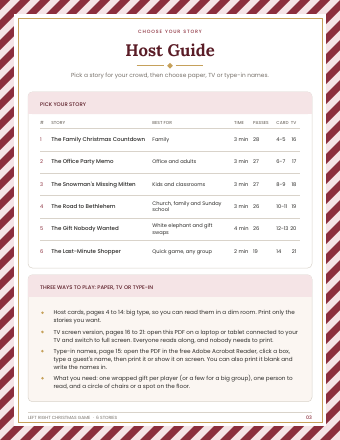 CHOOSE YOUR STORY
Host Guide
Pick a story for your crowd, then choose paper, TV or type-in names.
PICK YOUR STORY
# STORY BEST FOR TIME PAUSES CARD TV
1 The Family Christmas Countdown Family 3 min 28 4-5 16
2 The Office Party Memo Office and adults 3 min 27 6-7 17
3 The Snowman's Missing Mitten Kids and classrooms 3 min 27 8-9 18
4 The Road to Bethlehem Church, family and Sunday school 3 min 26 10-11 19
5 The Gift Nobody Wanted White elephant and gift swaps 4 min 26 12-13 20
6 The Last-Minute Shopper Quick game, any group 2 min 19 14 21
THREE WAYS TO PLAY: PAPER, TV OR TYPE-IN
Host cards, pages 4 to 14: big type, so you can read them in a dim room. Print only the
stories you want.
TV screen version, pages 16 to 21: open this PDF on a laptop or tablet connected to your
TV and switch to full screen. Everyone reads along, and nobody needs to print.
Type-in names, page 15: open the PDF in the free Adobe Acrobat Reader, click a box,
type a guest's name, then print it or show it on screen. You can also print it blank and
write the names in.
What you need: one wrapped gift per player (or a few for a big group), one person to
read, and a circle of chairs or a spot on the floor.
LEFT RIGHT CHRISTMAS GAME · 6 STORIES 03